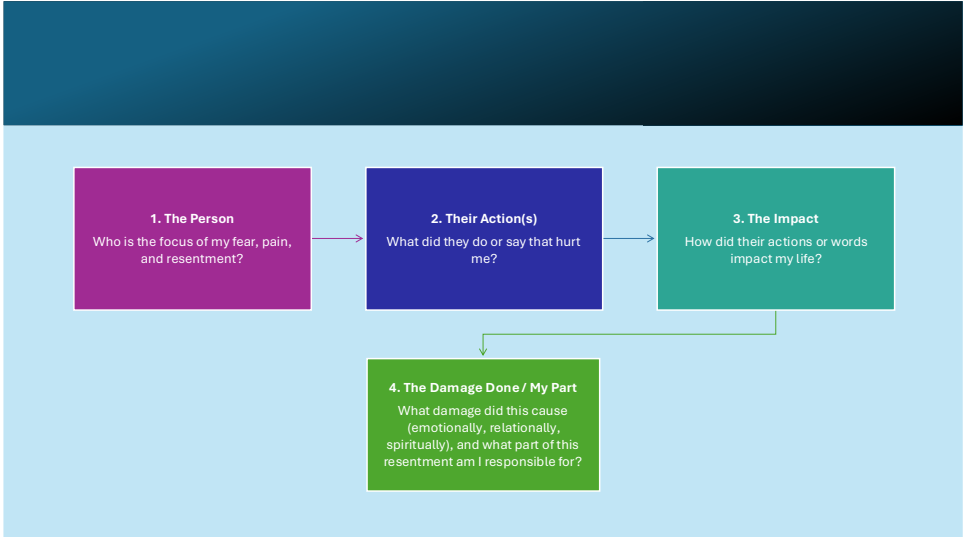 1. The Person
Who is the focus of my fear, pain,
and resentment?
2. Their Action(s)
What did they do or say that hurt
me?
3. The Impact
How did their actions or words
impact my life?
4. The Damage Done / My Part
What damage did this cause
(emotionally, relationally,
spiritually), and what part of this
resentment am I responsible for?